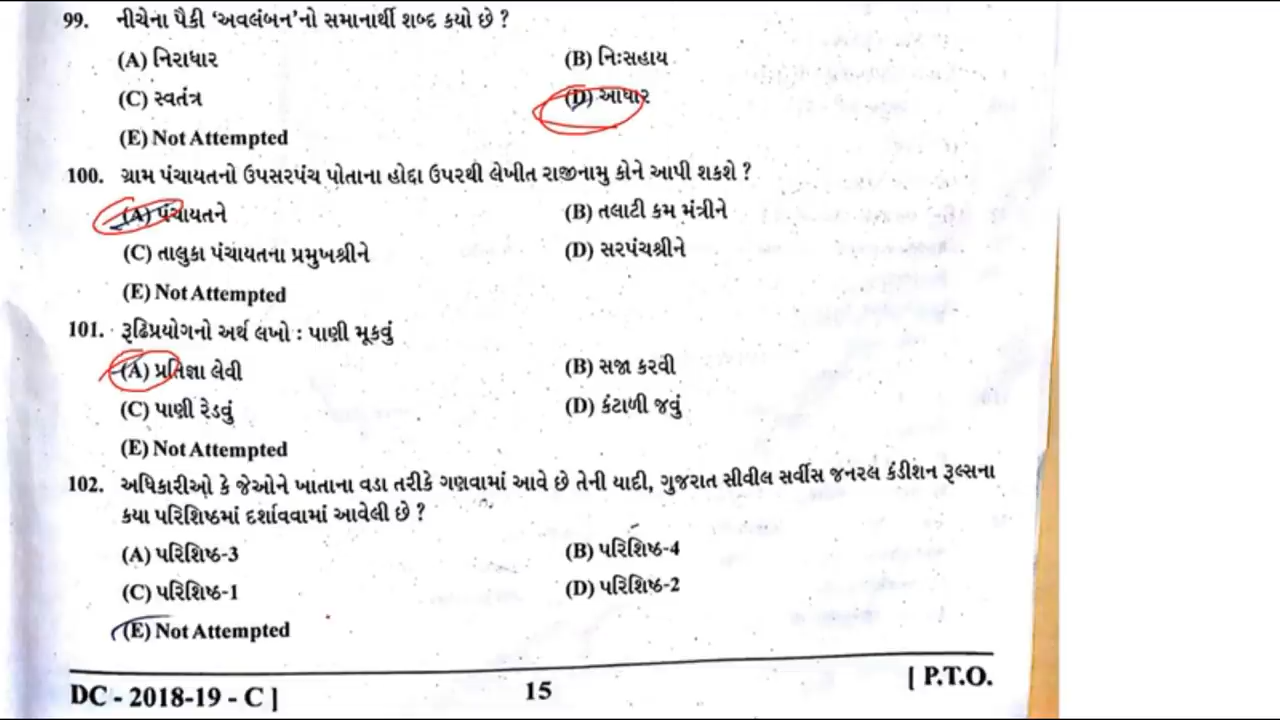 99. નીચેના પૈકી ‘અવલંબન’નો સમાનાર્થી શબ્દ કયો છે ?
(A) નિરાધાર (B) નિઃસહાય
(C) સ્વતંત્ર (D) આધાર
(E) Not Attempted
100. ગ્રામ પંચાયતનો ઉપસરપંચ પોતાના હોદ્દા ઉપરથી લેખીત રાજીનામુ કોને આપી શકશે ?
(A) પંચાયતને (B) તલાટી કમ મંત્રીને
(C) તાલુકા પંચાયતના પ્રમુખશ્રીને (D) સરપંચશ્રીને
(E) Not Attempted
101. રૂઢિપ્રયોગનો અર્થ લખો : પાણી મૂકવું
(A) પ્રતિજ્ઞા લેવી (B) સજા કરવી
(C) પાણી રેડવું (D) કંટાળી જવું
(E) Not Attempted
102. અધિકારીઓ કે જેઓને ખાતાના વડા તરીકે ગણવામાં આવે છે તેની યાદી, ગુજરાત સીવીલ સર્વીસ જનરલ કંડીશન રૂલ્સના
કયા પરિશિષ્ઠમાં દર્શાવવામાં આવેલી છે ?
(A) પરિશિષ્ઠ-3 (B) પરિશિષ્ઠ-4
(C) પરિશિષ્ઠ-1 (D) પરિશિષ્ઠ-2
(E) Not Attempted
DC - 2018-19 - C ] 15 [ P.T.O.